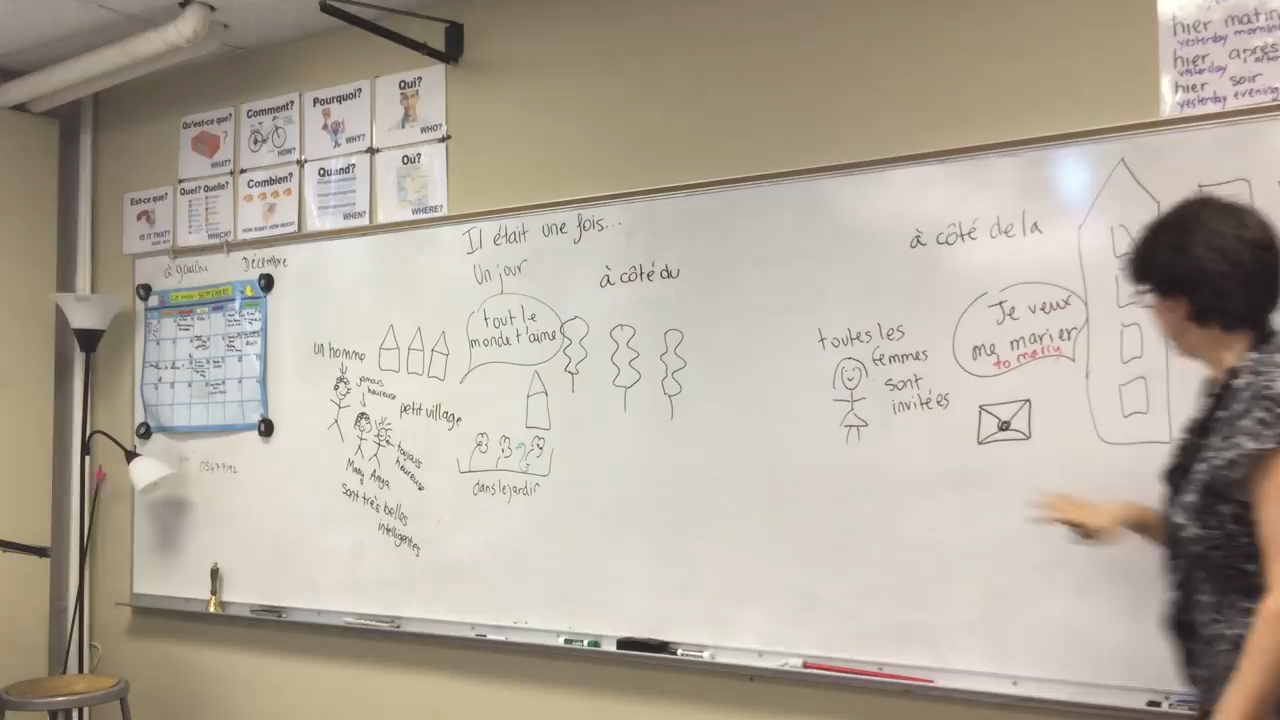 Qu'est-ce que?
WHAT?
Comment?
HOW?
Pourquoi?
WHY?
Qui?
WHO?
Est-ce que?
IS IT THAT?
Quel? Quelle?
WHICH?
Combien?
HOW MANY? HOW MUCH?
Quand?
WHEN?
Où?
WHERE?
hier matin
yesterday morning
hier après
yesterday
hier soir
yesterday evening
à gauche
Décembre
SEPTEMBRE
Il était une fois...
Un jour
à côté du
à côté de la
tout le
monde t'aime
un homme
jamais
heureuse
petit village
toujours
heureuse
Mary Anya
sont très belles
intelligentes
dans le jardin
toutes les
femmes
sont
invitées
Je veux
me marier
to marry